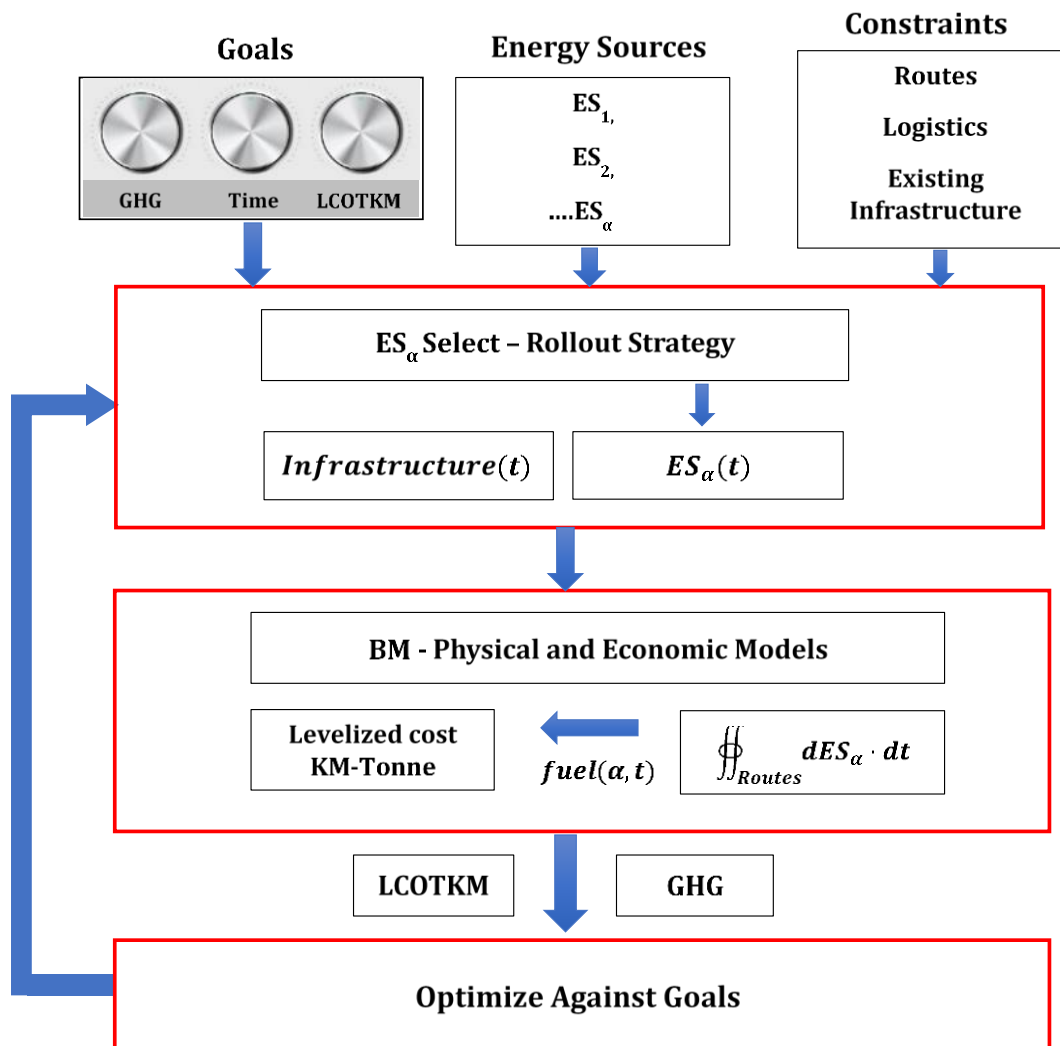 Goals
GHG Time LCOTKM
Energy Sources
ES1,
ES2,
....ESα
Constraints
Routes
Logistics
Existing
Infrastructure
ESα Select – Rollout Strategy
Infrastructure(t)
ESα(t)
BM - Physical and Economic Models
Levelized cost
KM-Tonne
fuel(α, t)
∯Routes dESα · dt
LCOTKM
GHG
Optimize Against Goals